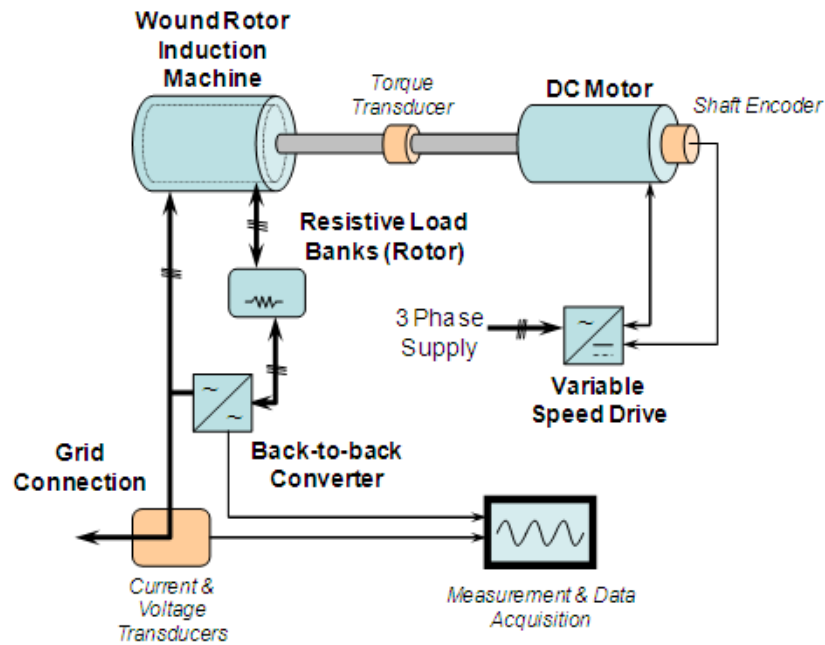 Wound Rotor
Induction
Machine
Torque
Transducer
DC Motor
Shaft Encoder
Resistive Load
Banks (Rotor)
3 Phase
Supply
~
Variable
Speed Drive
~
~
Grid
Connection
Back-to-back
Converter
Current &
Voltage
Transducers
Measurement & Data
Acquisition